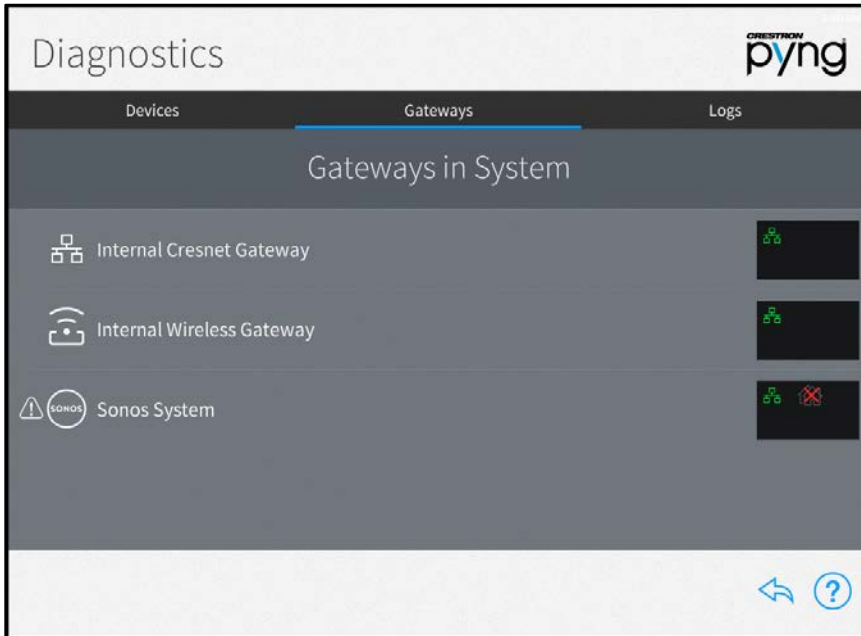 Diagnostics
CRESTRON
pyng
Devices Gateways Logs
Gateways in System
Internal Cresnet Gateway
Internal Wireless Gateway
SONOS Sonos System
?